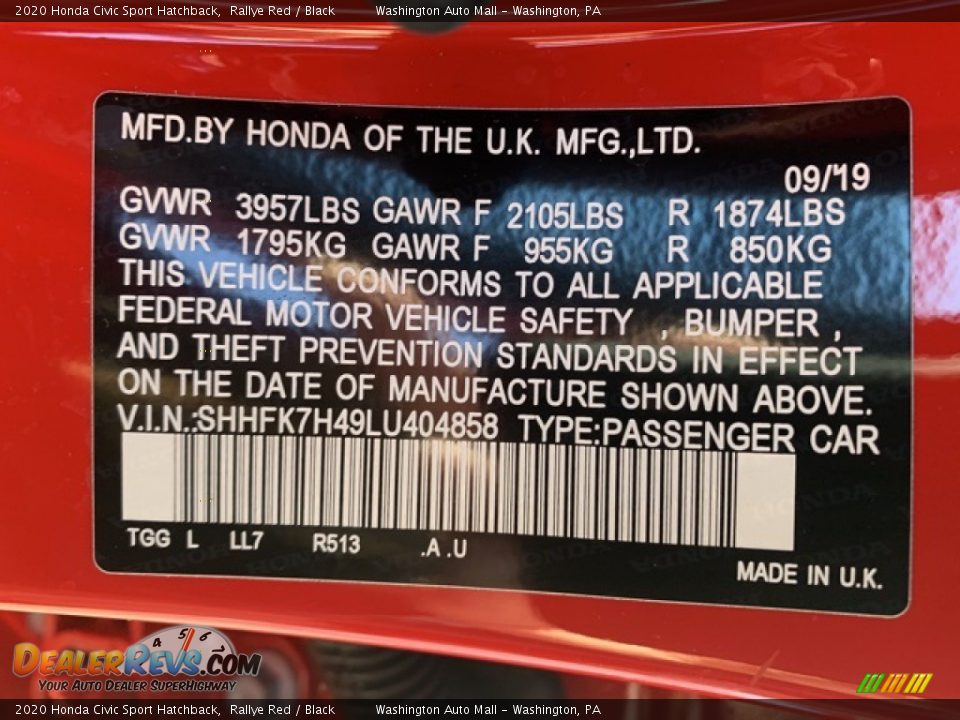 2020 Honda Civic Sport Hatchback, Rallye Red / Black Washington Auto Mall - Washington, PA
MFD.BY HONDA OF THE U.K. MFG.,LTD.
09/'19
GVWR 3957LBS GAWR F 2105LBS R 1874LBS
GVWR 1795KG GAWR F 955KG R 850KG
THIS VEHICLE CONFORMS TO ALL APPLICABLE
FEDERAL MOTOR VEHICLE SAFETY , BUMPER ,
AND THEFT PREVENTION STANDARDS IN EFFECT
ON THE DATE OF MANUFACTURE SHOWN ABOVE.
V.I.N.:SHHFK7H49LU404858 TYPE:PASSENGER CAR
TGG L LL7 R513 .A .U
MADE IN U.K.
4 5 6
DEALERREVS.COM
YOUR AUTO DEALER SUPERHIGHWAY
2020 Honda Civic Sport Hatchback, Rallye Red / Black Washington Auto Mall - Washington, PA